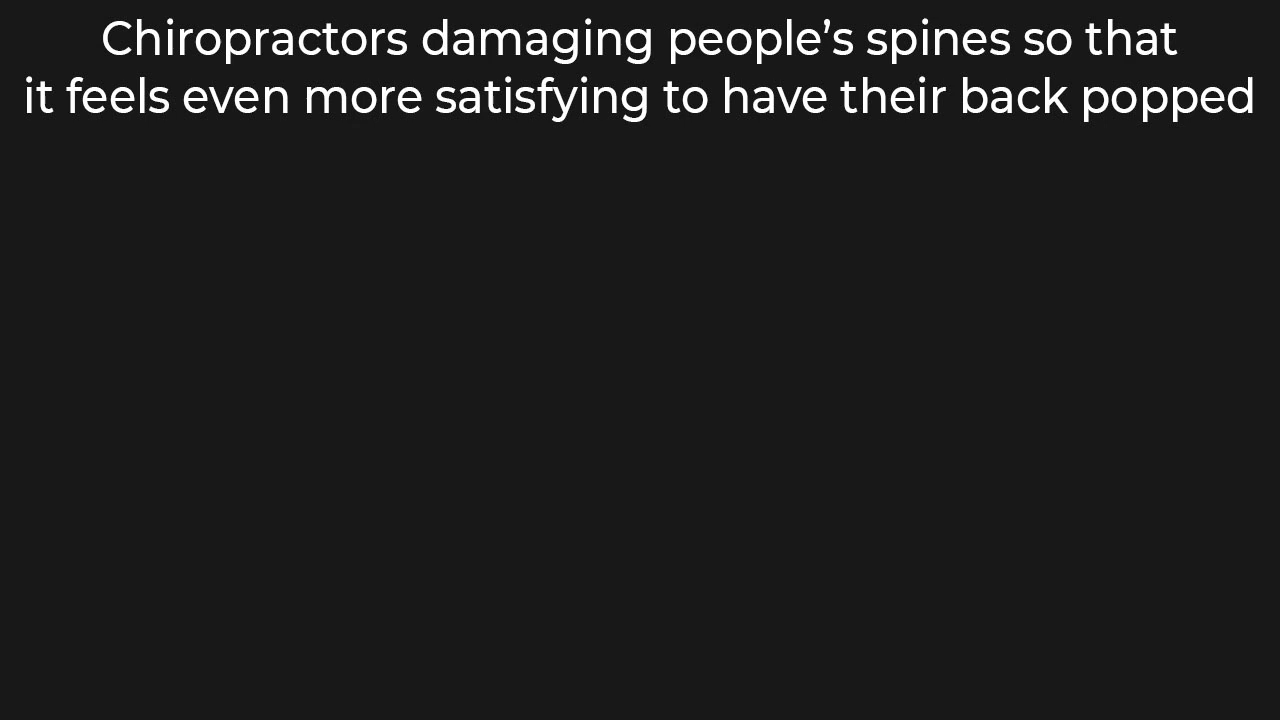 Chiropractors damaging people’s spines so that
it feels even more satisfying to have their back popped